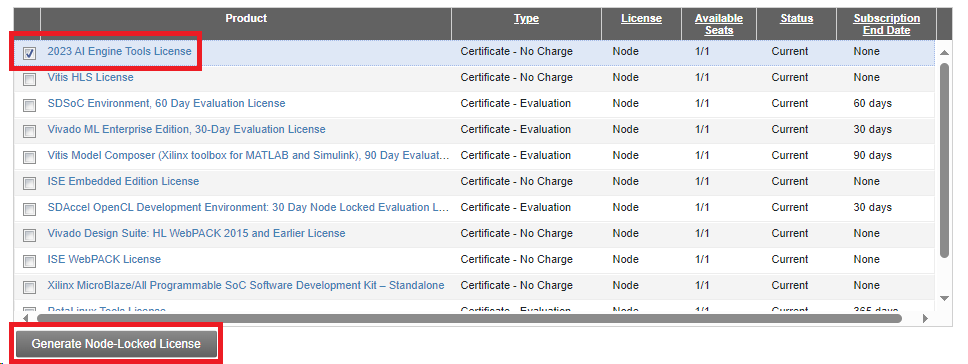 Product Type License Available Seats Status Subscription End Date
2023 AI Engine Tools License Certificate - No Charge Node 1/1 Current None
Vitis HLS License Certificate - No Charge Node 1/1 Current None
SDSoC Environment, 60 Day Evaluation License Certificate - Evaluation Node 1/1 Current 60 days
Vivado ML Enterprise Edition, 30-Day Evaluation License Certificate - Evaluation Node 1/1 Current 30 days
Vitis Model Composer (Xilinx toolbox for MATLAB and Simulink), 90 Day Evaluat... Certificate - Evaluation Node 1/1 Current 90 days
ISE Embedded Edition License Certificate - No Charge Node 1/1 Current None
SDAccel OpenCL Development Environment: 30 Day Node Locked Evaluation L... Certificate - Evaluation Node 1/1 Current 30 days
Vivado Design Suite: HL WebPACK 2015 and Earlier License Certificate - No Charge Node 1/1 Current None
ISE WebPACK License Certificate - No Charge Node 1/1 Current None
Xilinx MicroBlaze/All Programmable SoC Software Development Kit – Standalone Certificate - No Charge Node 1/1 Current None
PetaLinux Tools License Certificate - Evaluation Node 1/1 Current 365 days
Generate Node-Locked License